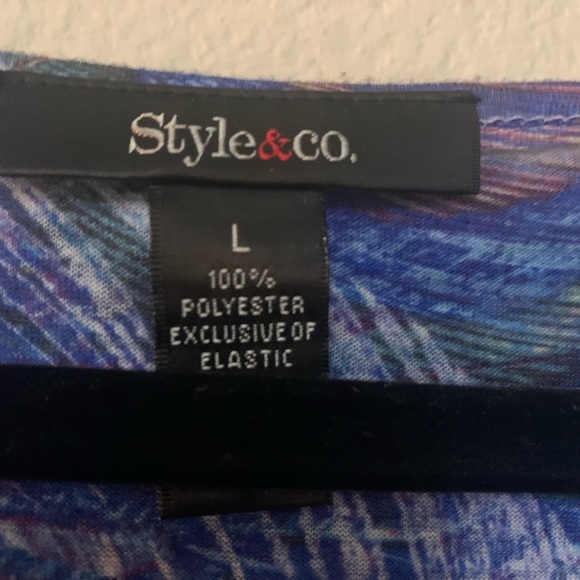 Style&co.
L
100%
POLYESTER
EXCLUSIVE OF
ELASTIC